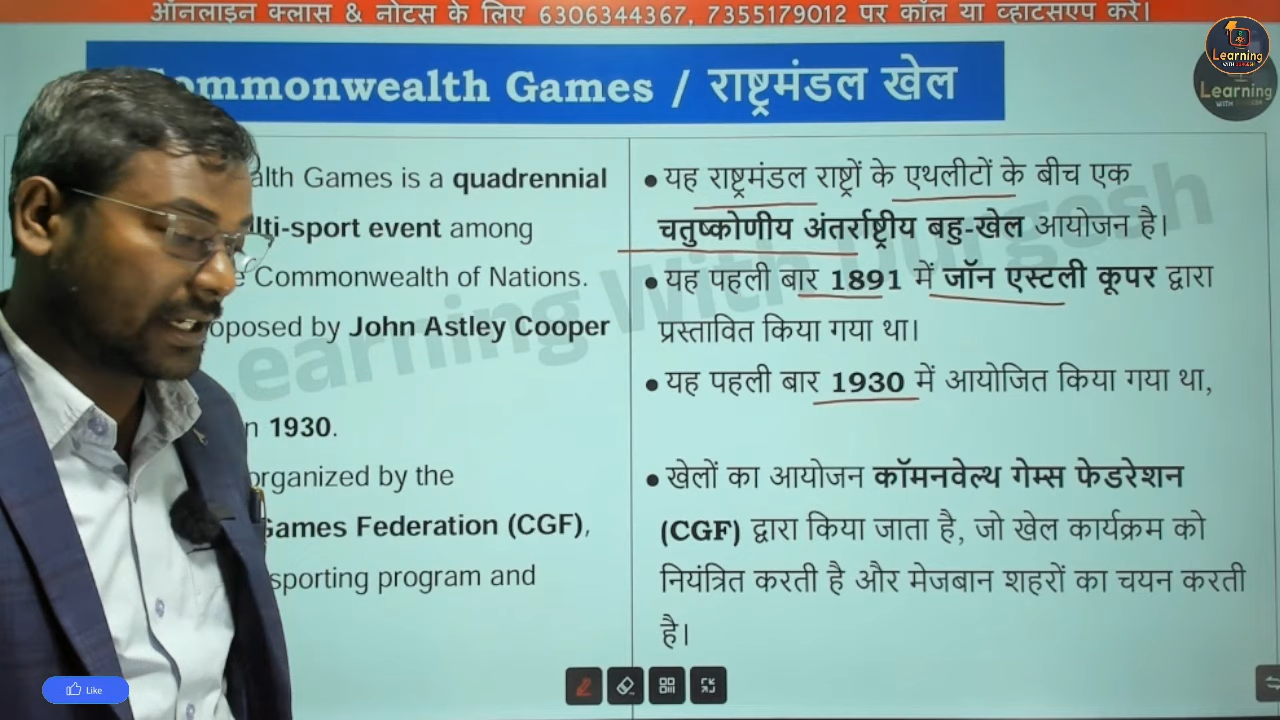 ऑनलाइन क्लास & नोटस के लिए 6306344367, 7355179012 पर कॉल या व्हाटसएप करें।
Learning
ommonwealth Games / राष्ट्रमंडल खेल
Learning
alth Games is a quadrennial
lti-sport event among
e Commonwealth of Nations.
oposed by John Astley Cooper
n 1930.
organized by the
Games Federation (CGF),
sporting program and
• यह राष्ट्रमंडल राष्ट्रों के एथलीटों के बीच एक
चतुष्कोणीय अंतर्राष्ट्रीय बहु-खेल आयोजन है।
• यह पहली बार 1891 में जॉन एस्टली कूपर द्वारा
प्रस्तावित किया गया था।
• यह पहली बार 1930 में आयोजित किया गया था,
• खेलों का आयोजन कॉमनवेल्थ गेम्स फेडरेशन
(CGF) द्वारा किया जाता है, जो खेल कार्यक्रम को
नियंत्रित करती है और मेजबान शहरों का चयन करती
है।
earning With Durgesh
Like